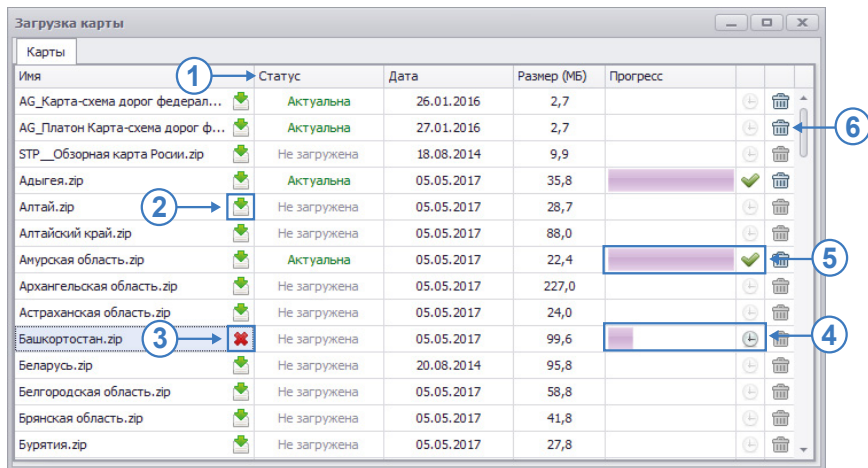 Загрузка карты
Карты
Имя 1 Статус Дата Размер (МБ) Прогресс
AG_Карта-схема дорог федерал... Актуальна 26.01.2016 2,7
AG_Платон Карта-схема дорог ф... Актуальна 27.01.2016 2,7 6
STP__Обзорная карта Росии.zip Не загружена 18.08.2014 9,9
Адыгея.zip Актуальна 05.05.2017 35,8
Алтай.zip 2 Не загружена 05.05.2017 28,7
Алтайский край.zip Не загружена 05.05.2017 88,0
Амурская область.zip Актуальна 05.05.2017 22,4 5
Архангельская область.zip Не загружена 05.05.2017 227,0
Астраханская область.zip Не загружена 05.05.2017 24,0
Башкортостан.zip 3 Не загружена 05.05.2017 99,6 4
Беларусь.zip Не загружена 20.08.2014 95,8
Белгородская область.zip Не загружена 05.05.2017 58,8
Брянская область.zip Не загружена 05.05.2017 41,8
Бурятия.zip Не загружена 05.05.2017 27,8